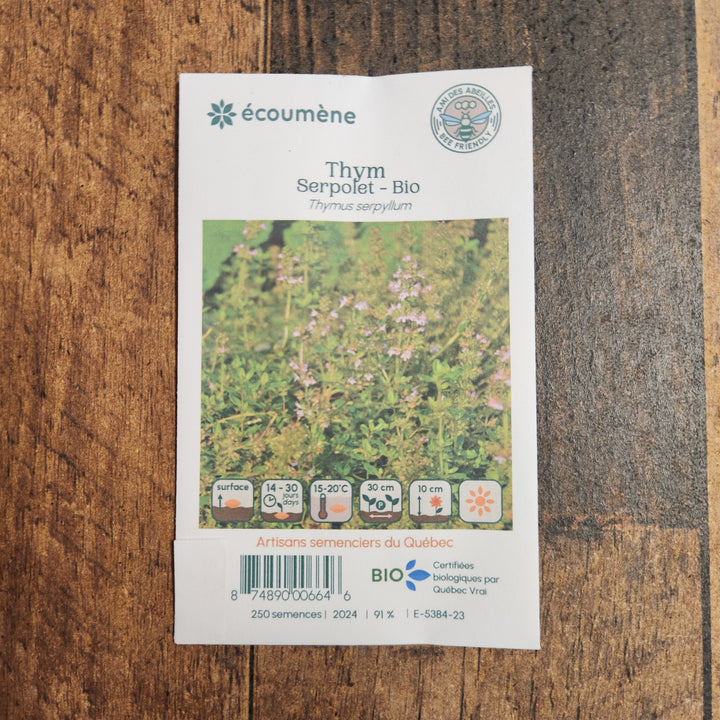 écoumène
AMI DES ABEILLES
BEE FRIENDLY
Thym
Serpolet - Bio
Thymus serpyllum
surface
14 - 30
jours
days
15-20°C
30 cm
P
10 cm
Artisans semenciers du Québec
8 74890 00664 6
BIO
Certifiées
biologiques par
Québec Vrai
250 semences | 2024 | 91 % | E-5384-23